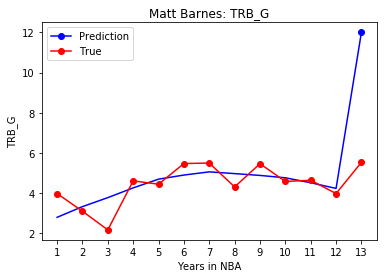 Matt Barnes: TRB_G
Prediction
True
12
10
8
6
4
2
TRB_G
1 2 3 4 5 6 7 8 9 10 11 12 13
Years in NBA